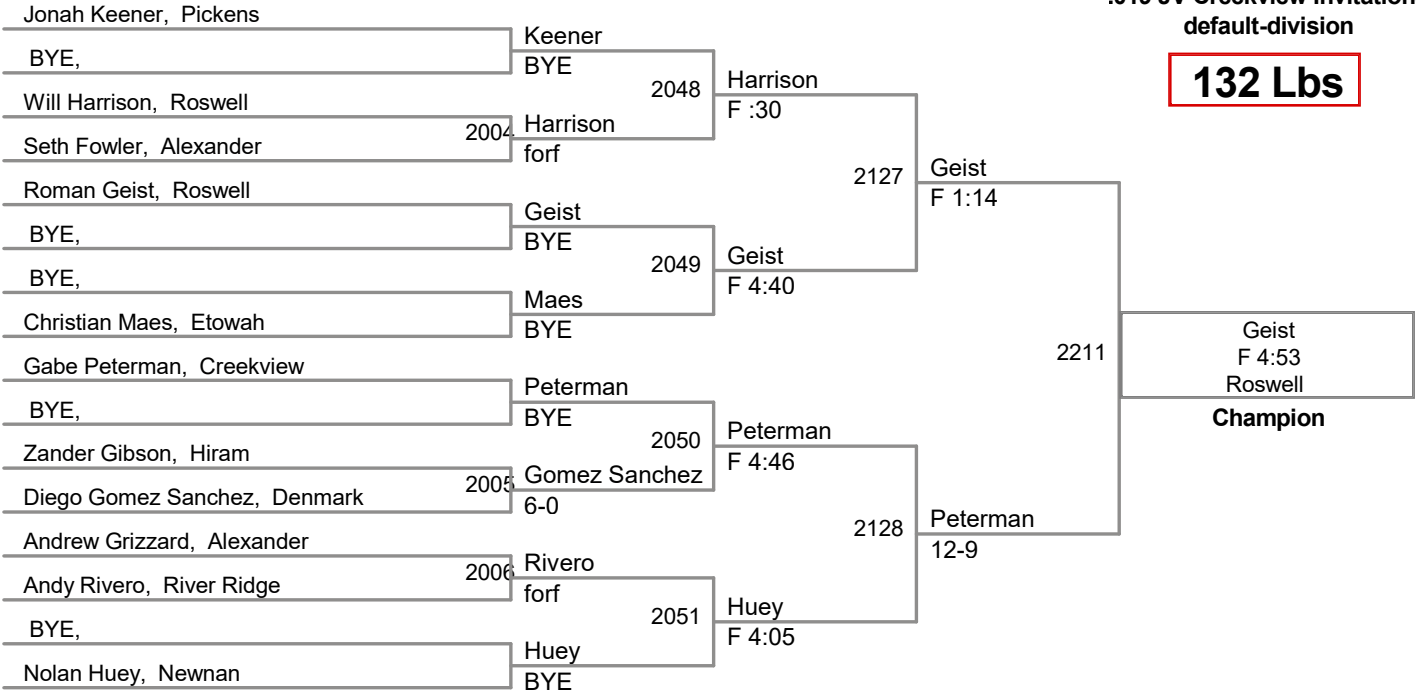 default-division
132 Lbs
Jonah Keener, Pickens
BYE,
Will Harrison, Roswell
Seth Fowler, Alexander
Roman Geist, Roswell
BYE,
BYE,
Christian Maes, Etowah
Gabe Peterman, Creekview
BYE,
Zander Gibson, Hiram
Diego Gomez Sanchez, Denmark
Andrew Grizzard, Alexander
Andy Rivero, River Ridge
BYE,
Nolan Huey, Newnan
2004
2005
2006
Keener
BYE
Harrison
forf
Geist
BYE
Maes
BYE
Peterman
BYE
Gomez Sanchez
6-0
Rivero
forf
Huey
BYE
2048
2049
2050
2051
Harrison
F :30
Geist
F 4:40
Peterman
F 4:46
Huey
F 4:05
2127
2128
Geist
F 1:14
Peterman
12-9
2211
Geist
F 4:53
Roswell
Champion